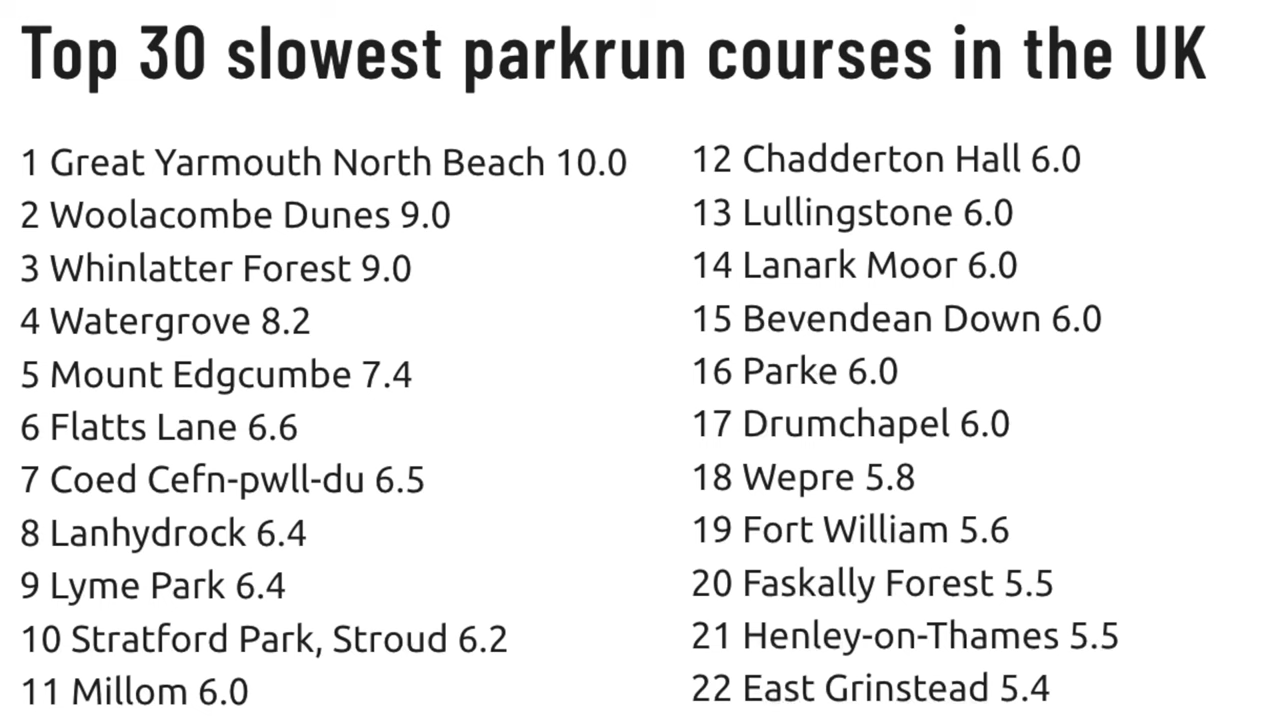 Top 30 slowest parkrun courses in the UK
1 Great Yarmouth North Beach 10.0
2 Woolacombe Dunes 9.0
3 Whinlatter Forest 9.0
4 Watergrove 8.2
5 Mount Edgcumbe 7.4
6 Flatts Lane 6.6
7 Coed Cefn-pwll-du 6.5
8 Lanhydrock 6.4
9 Lyme Park 6.4
10 Stratford Park, Stroud 6.2
11 Millom 6.0
12 Chadderton Hall 6.0
13 Lullingstone 6.0
14 Lanark Moor 6.0
15 Bevendean Down 6.0
16 Parke 6.0
17 Drumchapel 6.0
18 Wepre 5.8
19 Fort William 5.6
20 Faskally Forest 5.5
21 Henley-on-Thames 5.5
22 East Grinstead 5.4